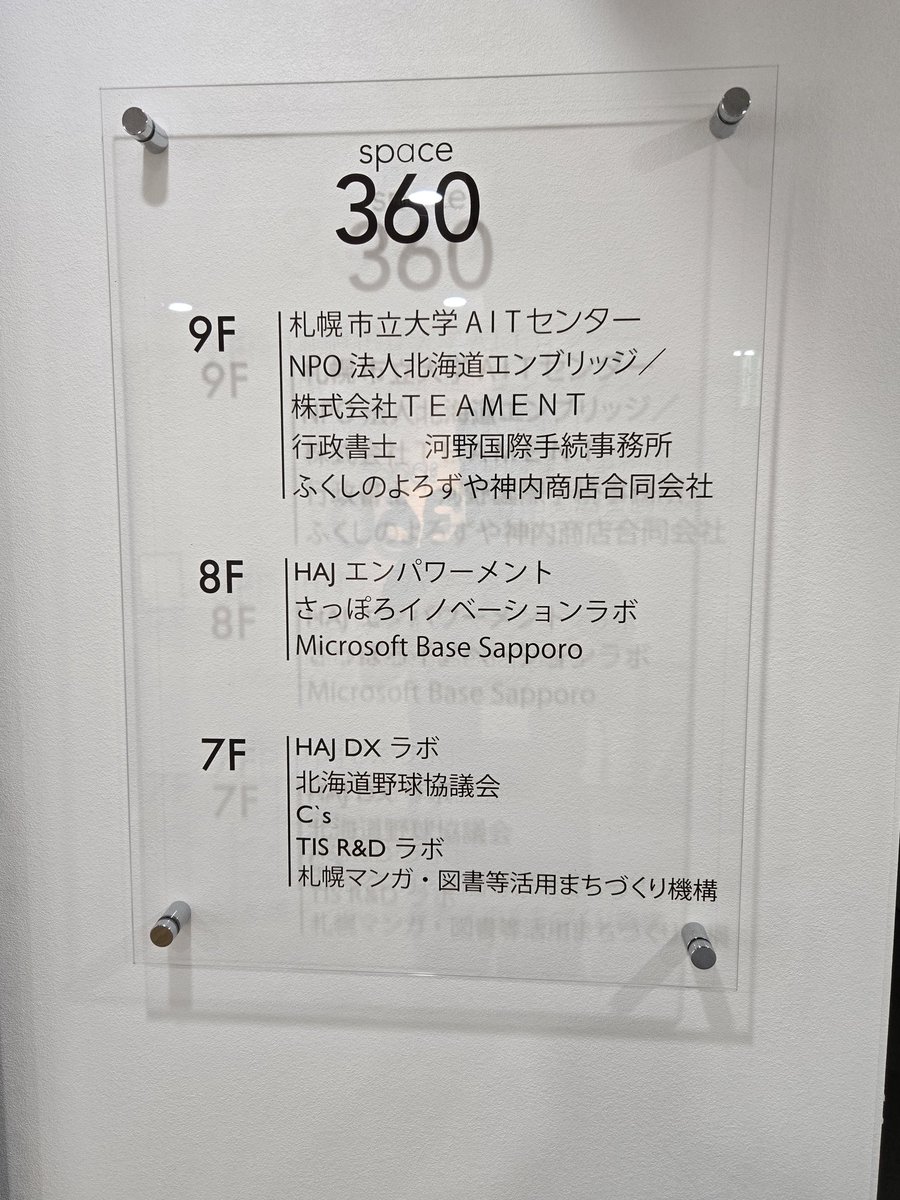 space
360
9F
札幌市立大学AITセンター
NPO法人北海道エンブリッジ／
株式会社TEAMENT
行政書士　河野国際手続事務所
ふくしのよろずや神内商店合同会社
8F
HAJ エンパワーメント
さっぽろイノベーションラボ
Microsoft Base Sapporo
7F
HAJ DX ラボ
北海道野球協議会
C`s
TIS R&D ラボ
札幌マンガ・図書等活用まちづくり機構